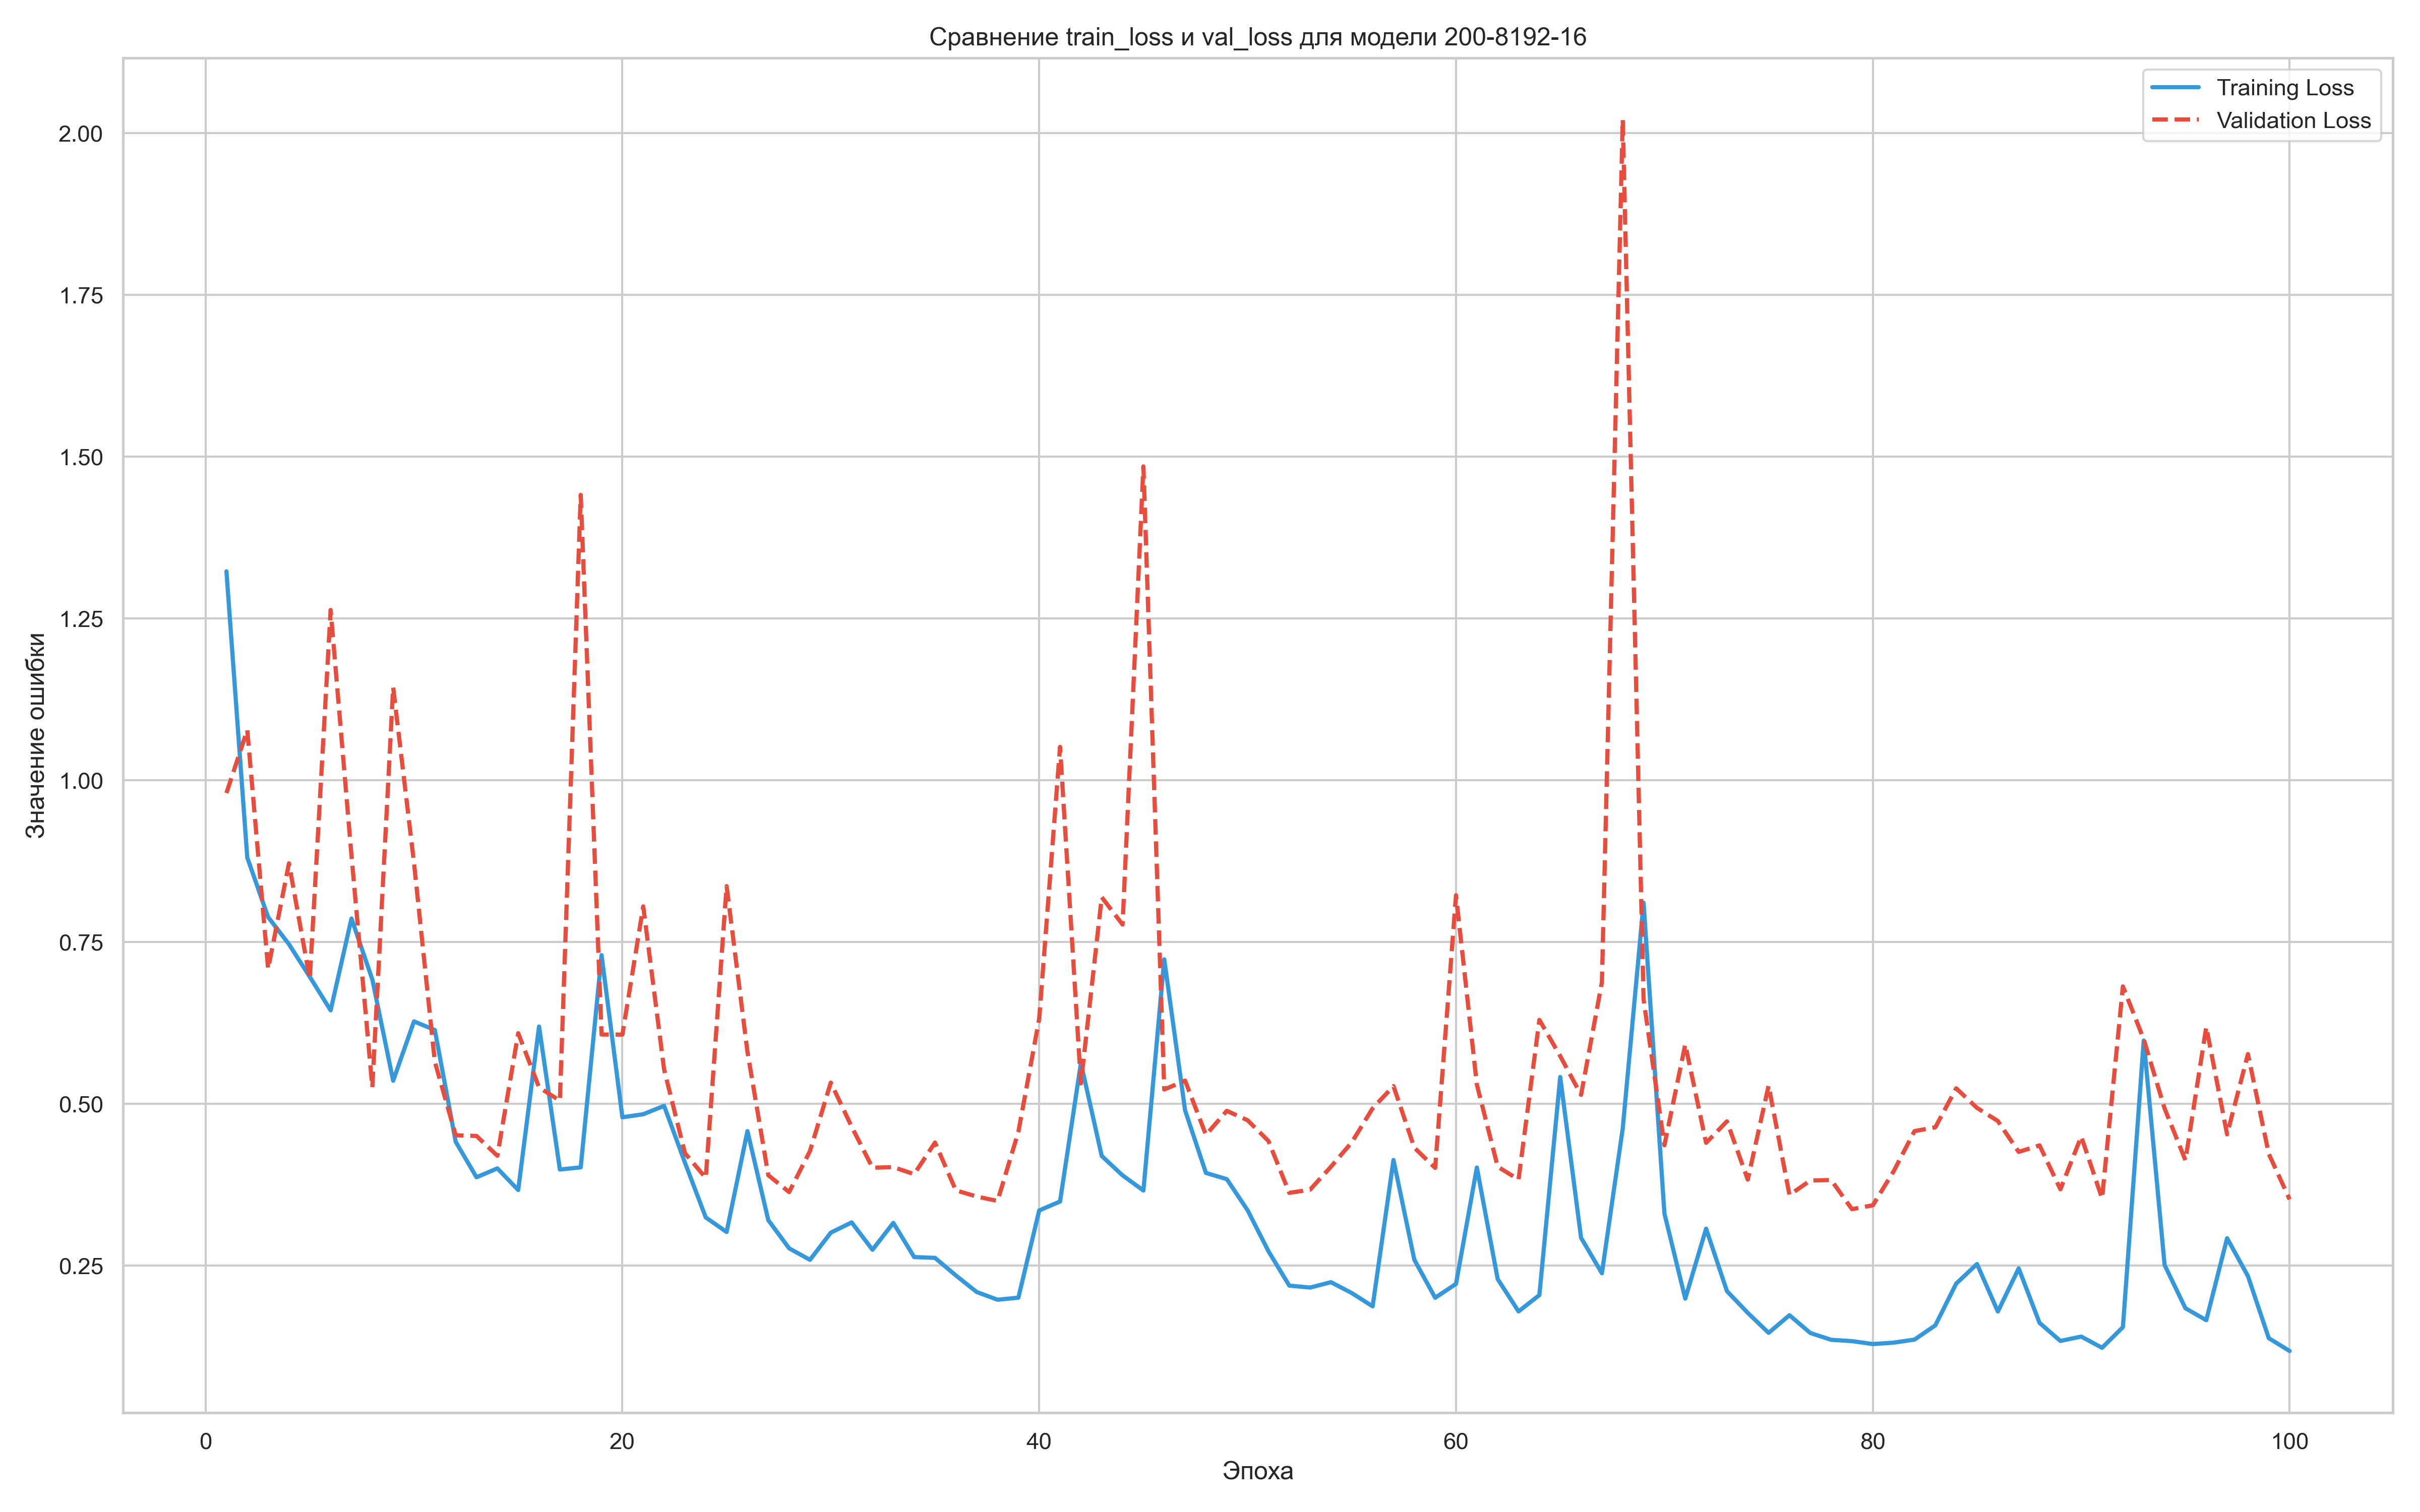 Сравнение train_loss и val_loss для модели 200-8192-16
Training Loss
Validation Loss
Значение ошибки
2.00
1.75
1.50
1.25
1.00
0.75
0.50
0.25
0 20 40 60 80 100
Эпоха